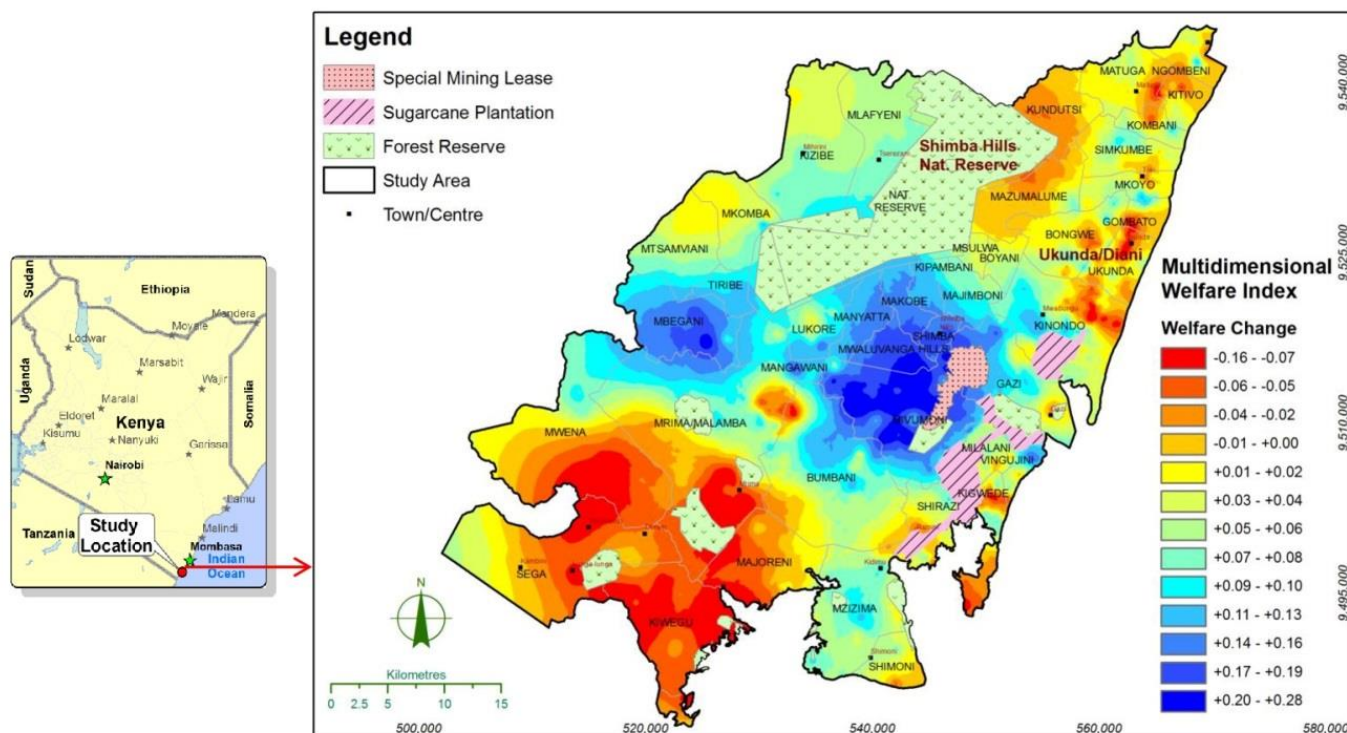 Sudan
Ethiopia
Mandera
Moyale
Lodwar
Marsabit
Uganda
Wajir
Somalia
Maralal
Eldoret
Kenya
Kisumu
Nanyuki
Garissa
Nairobi
Lamu
Tanzania
Study
Location
Malindi
Mombasa
Indian
Ocean
Legend
Special Mining Lease
Sugarcane Plantation
Forest Reserve
Study Area
Town/Centre
MATUGA
NGOMBENI
KITIVO
MLAFYENI
KUNDUTSI
KOMBANI
KIZIBE
Shimba Hills
Nat. Reserve
SIMKUMBE
MKOYO
NAT.
RESERVE
MAZUMALUME
MKOMBA
GOMBATO
BONGWE
MTSAMVIANI
MSULWA
BOYANI
Ukunda/Diani
UKUNDA
KIPAMBANI
TIRIBE
MAKOBE
MAJIMBONI
MBEGANI
LUKORE
MANYATTA
SHIMBA
KINONDO
MWALUVANGA HILLS
MANGAWANI
GAZI
MWENA
MRIMA/MALAMBA
KIVUMONI
MILALANI
VINGUJINI
BUMBANI
KIGWEDE
SHIRAZI
SEGA
MAJORENI
KIWEGU
MZIZIMA
Shimoni
SHIMONI
N
Kilometres
0 2.5 5 10 15
Multidimensional
Welfare Index
Welfare Change
-0.16 - -0.07
-0.06 - -0.05
-0.04 - -0.02
-0.01 - +0.00
+0.01 - +0.02
+0.03 - +0.04
+0.05 - +0.06
+0.07 - +0.08
+0.09 - +0.10
+0.11 - +0.13
+0.14 - +0.16
+0.17 - +0.19
+0.20 - +0.28
9.540.000
9.525.000
9.510.000
9.495.000
500.000
520.000
540.000
560.000
580.000